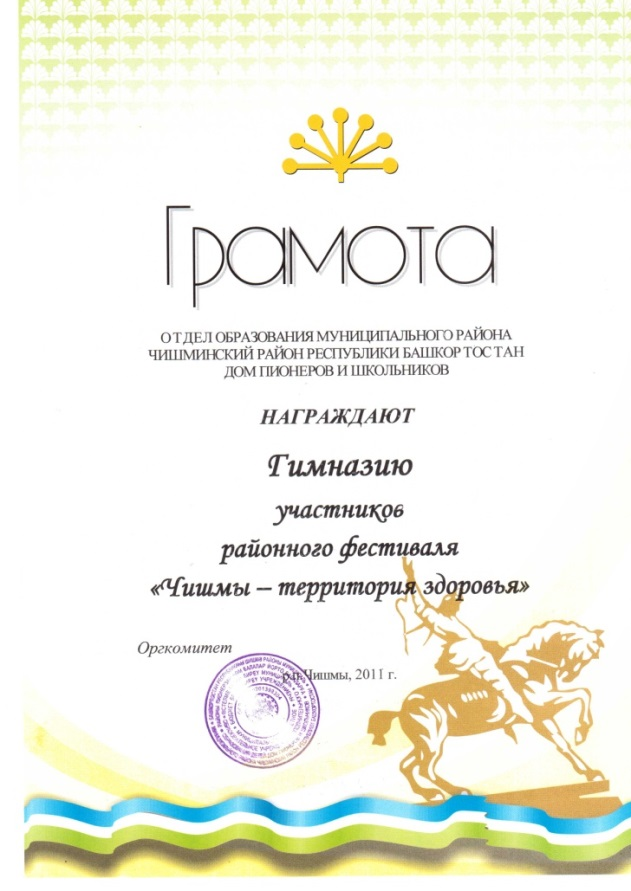 Грамота
ОТДЕЛ ОБРАЗОВАНИЯ МУНИЦИПАЛЬНОГО РАЙОНА
ЧИШМИНСКИЙ РАЙОН РЕСПУБЛИКИ БАШКОРТОСТАН
ДОМ ПИОНЕРОВ И ШКОЛЬНИКОВ
НАГРАЖДАЮТ
Гимназию
участников
районного фестиваля
«Чишмы – территория здоровья»
Оргкомитет
р.п.Чишмы, 2011 г.